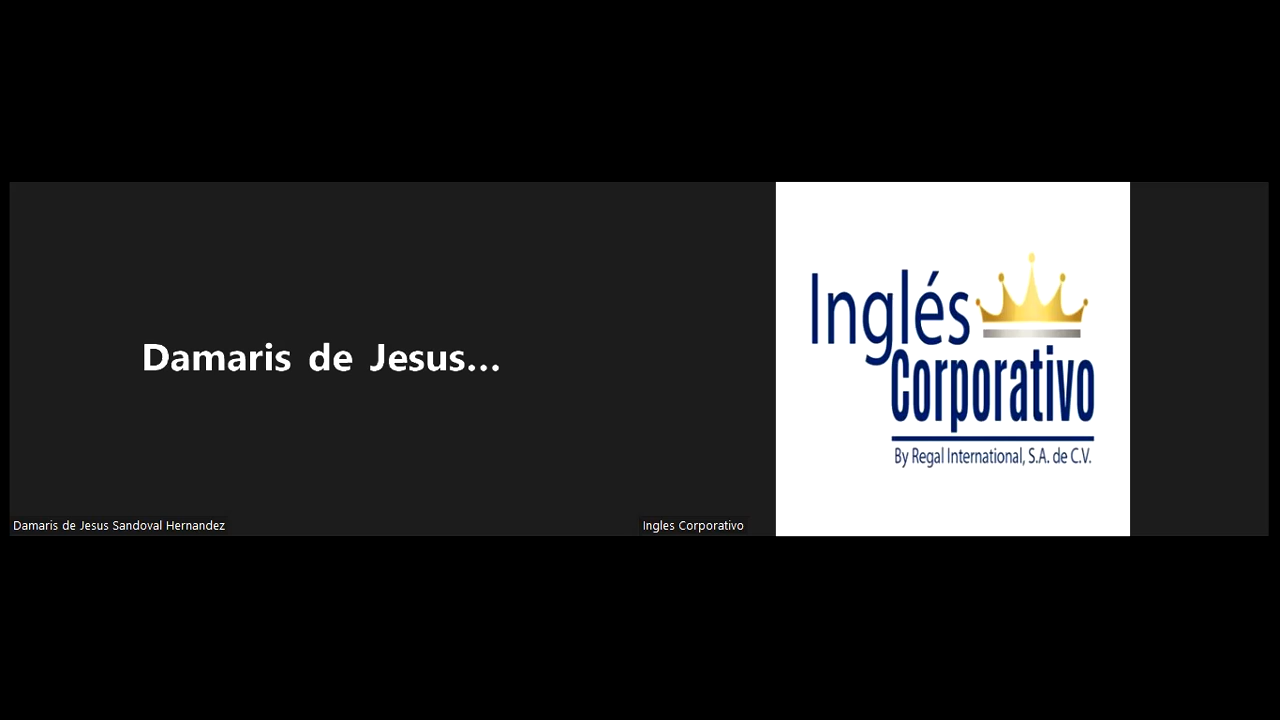 Damaris de Jesus...
Damaris de Jesus Sandoval Hernandez
Inglés
Corporativo
By Regal International, S.A. de C.V.
Ingles Corporativo